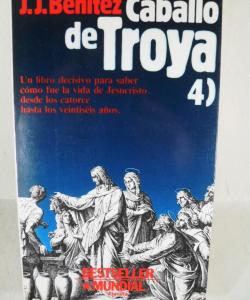 J.J. Benítez
Caballo
de Troya
4)
Un libro decisivo para saber
cómo fue la vida de Jesucristo
desde los catorce
hasta los veintiséis años.
BESTSELLER
MUNDIAL